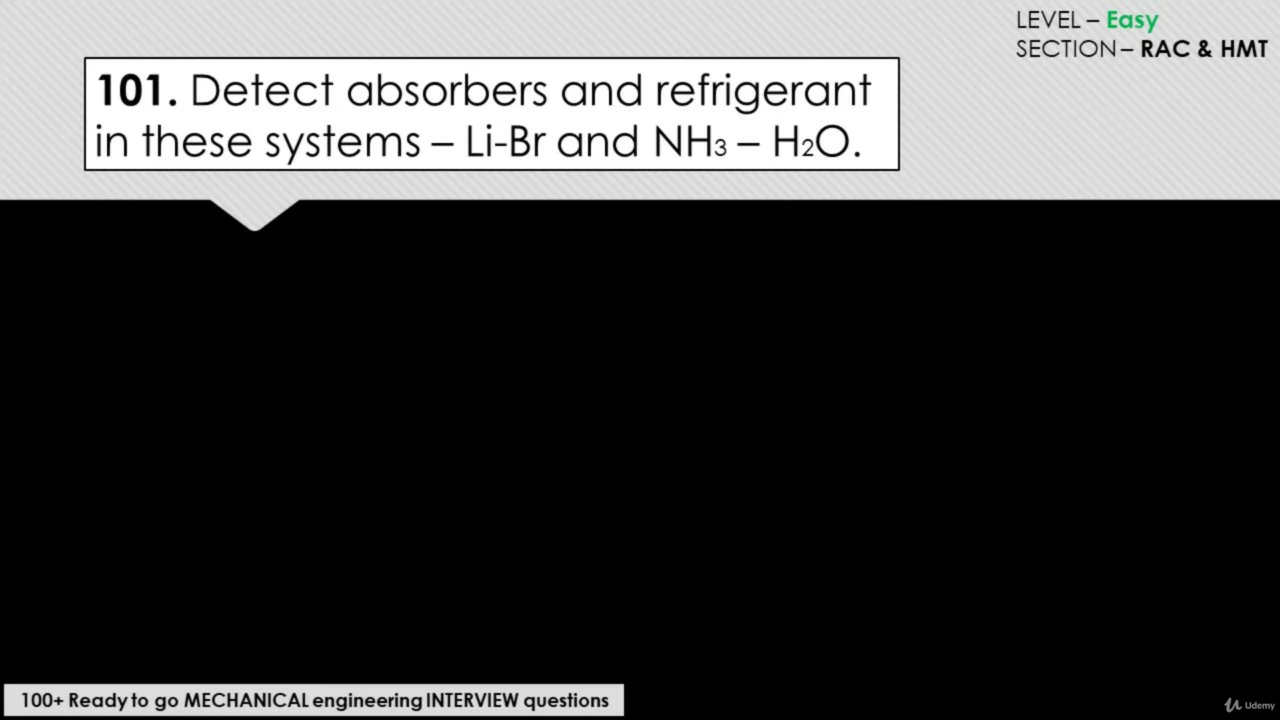 LEVEL – Easy
SECTION – RAC & HMT
101. Detect absorbers and refrigerant
in these systems – Li-Br and NH₃ – H₂O.
100+ Ready to go MECHANICAL engineering INTERVIEW questions
Udemy